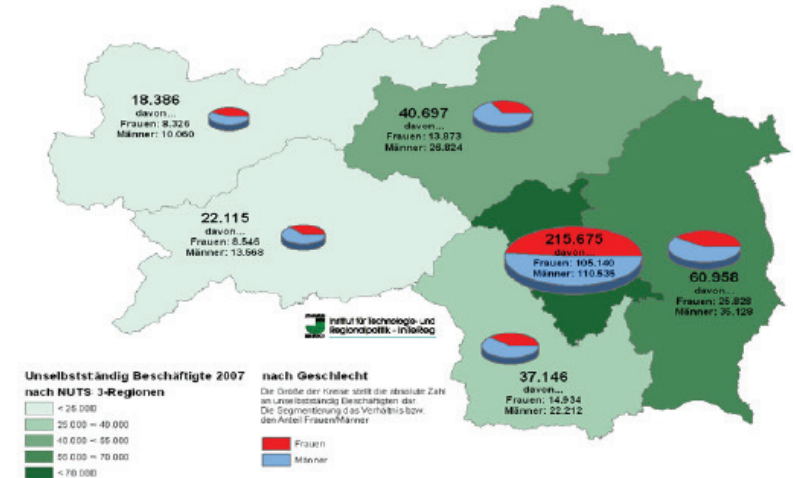 18.386
davon...
Frauen: 8.326
Männer: 10.060
40.697
davon...
Frauen: 13.873
Männer: 26.824
22.115
davon...
Frauen: 8.546
Männer: 13.568
215.675
davon...
Frauen: 105.140
Männer: 110.535
60.958
davon...
Frauen: 25.828
Männer: 35.128
37.146
davon...
Frauen: 14.934
Männer: 22.212
Institut für Technologie- und
Regionalpolitik - InTeReg
Unselbstständig Beschäftigte 2007
nach NUTS 3-Regionen
< 25.000
25.000 – 40.000
40.000 – 55.000
55.000 – 70.000
< 70.000
nach Geschlecht
Die Größe der Kreise stellt die absolute Zahl
an unselbstständig Beschäftigten dar
Die Segmentierung das Verhältnis bzw.
den Anteil Frauen/Männer
Frauen
Männer